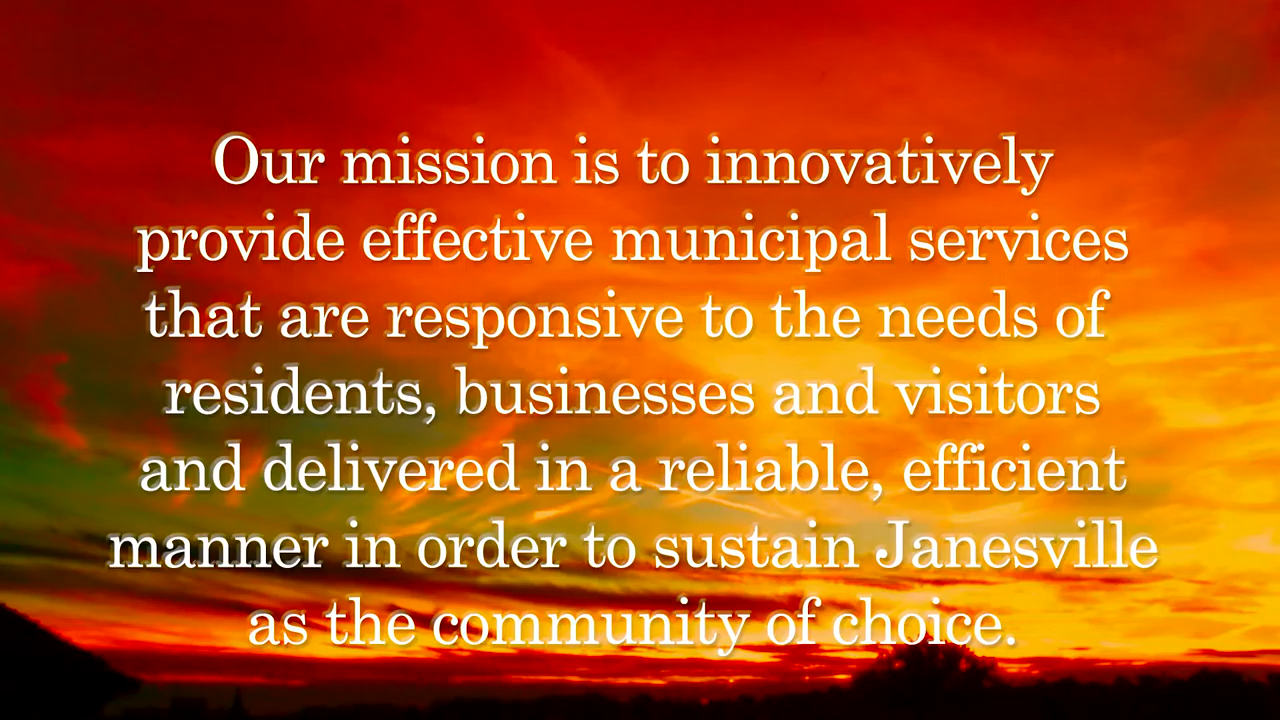 Our mission is to innovatively
provide effective municipal services
that are responsive to the needs of
residents, businesses and visitors
and delivered in a reliable, efficient
manner in order to sustain Janesville
as the community of choice.